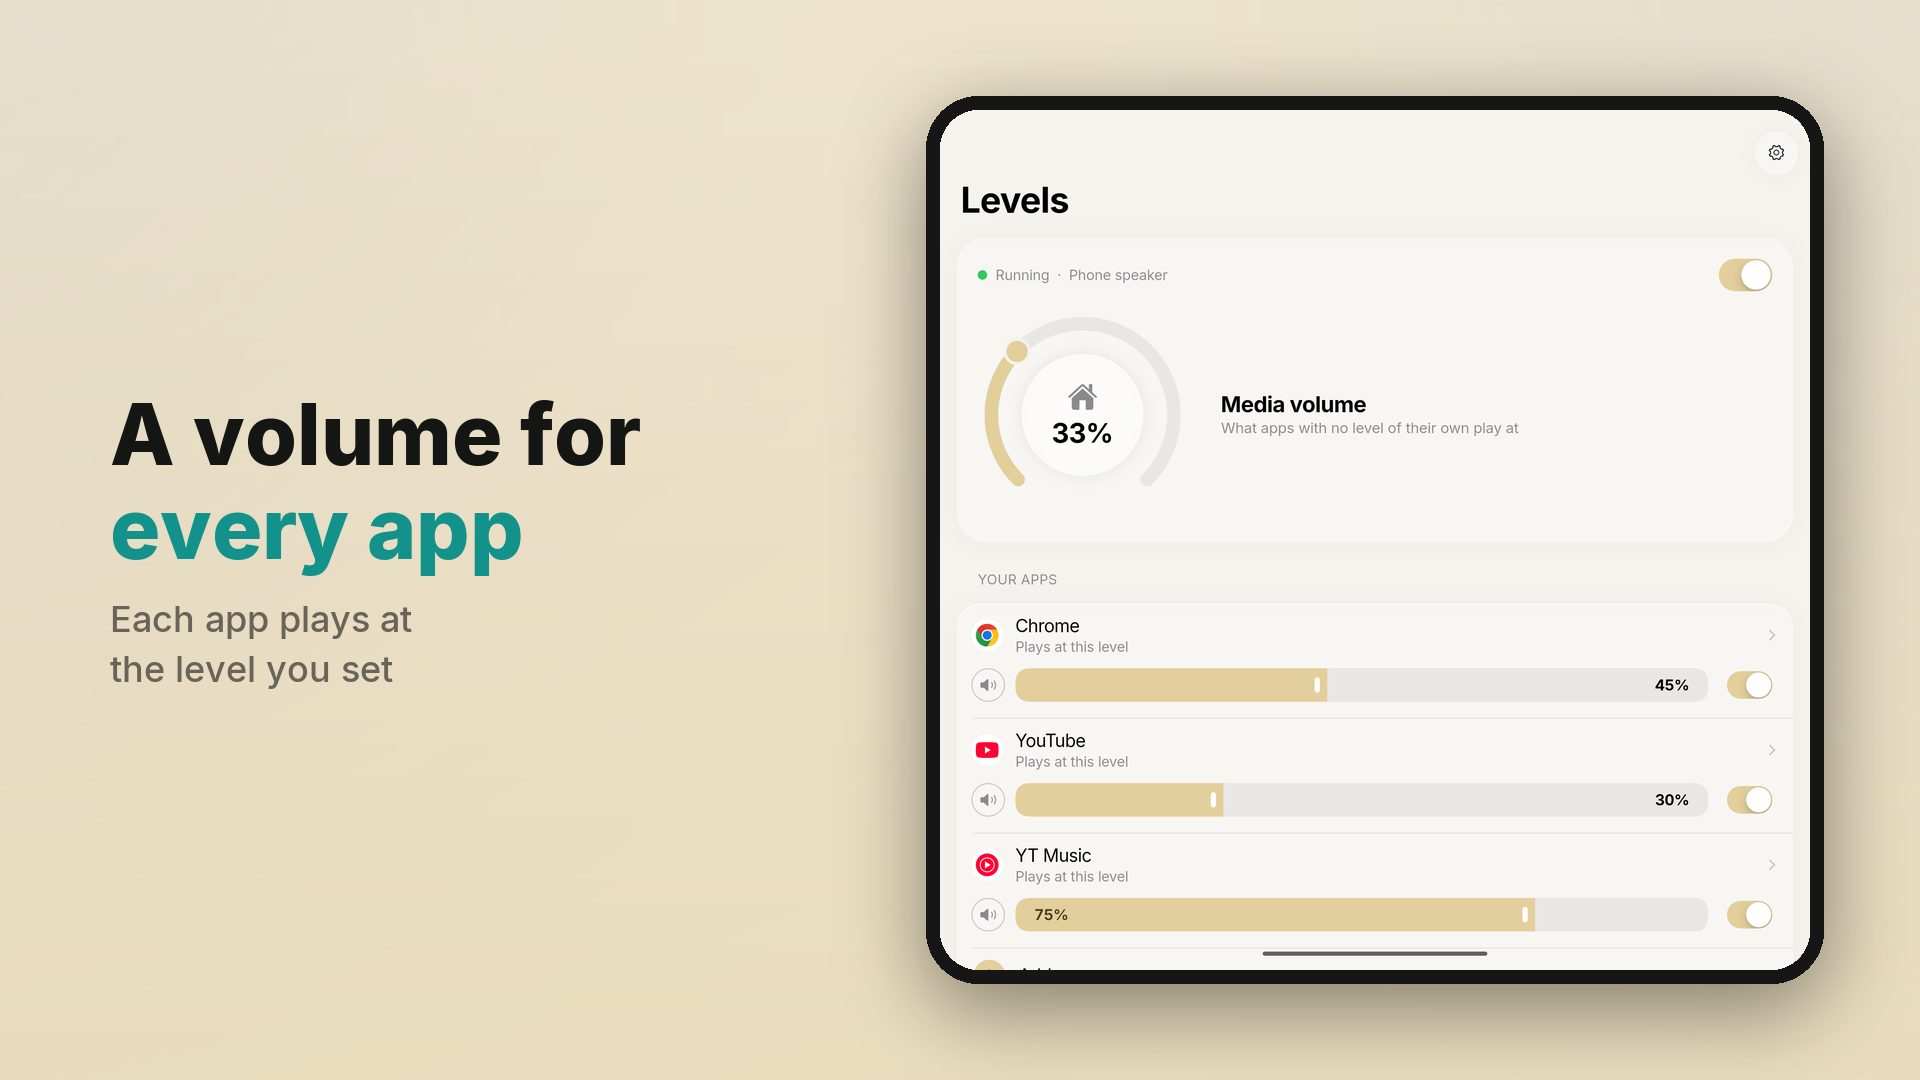 A volume for
every app
Each app plays at
the level you set
Levels
Running · Phone speaker
33%
Media volume
What apps with no level of their own play at
YOUR APPS
Chrome
Plays at this level
45%
YouTube
Plays at this level
30%
YT Music
Plays at this level
75%